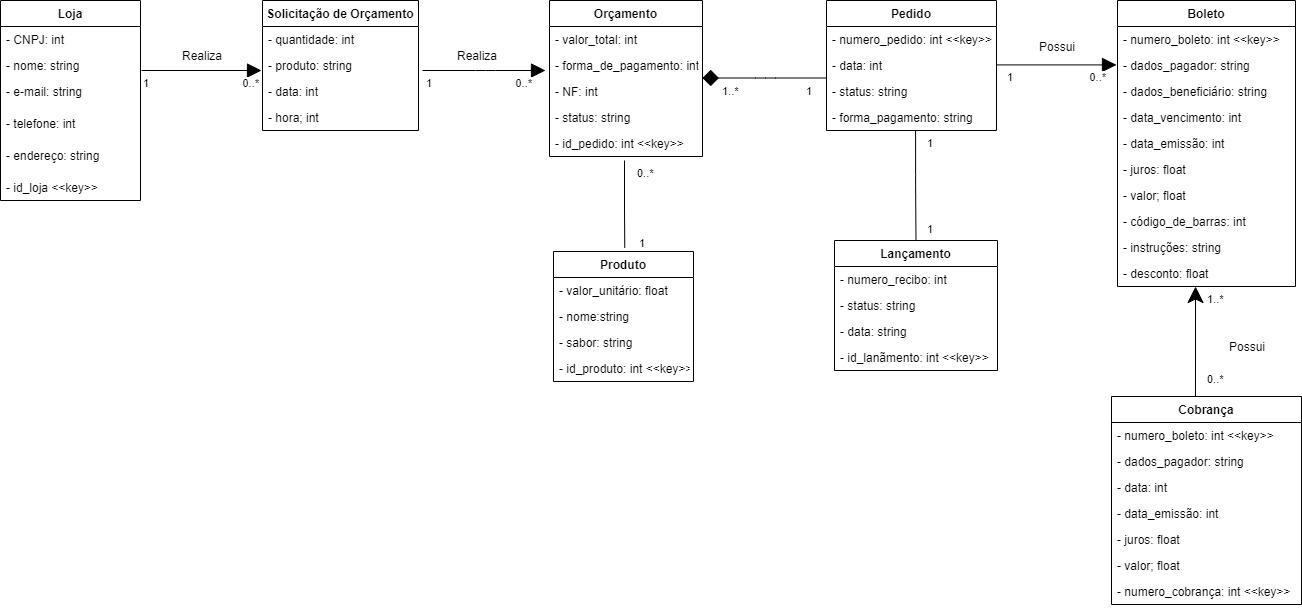 Loja
- CNPJ: int
- nome: string
- e-mail: string
- telefone: int
- endereço: string
- id_loja <<key>>
Realiza
1
0..*
Solicitação de Orçamento
- quantidade: int
- produto: string
- data: int
- hora; int
Realiza
1
0..*
Orçamento
- valor_total: int
- forma_de_pagamento: int
- NF: int
- status: string
- id_pedido: int <<key>>
1..*
1
0..*
1
Produto
- valor_unitário: float
- nome:string
- sabor: string
- id_produto: int <<key>>
Pedido
- numero_pedido: int <<key>>
- data: int
- status: string
- forma_pagamento: string
1
1
Lançamento
- numero_recibo: int
- status: string
- data: string
- id_lanãmento: int <<key>>
Possui
1
0..*
Boleto
- numero_boleto: int <<key>>
- dados_pagador: string
- dados_beneficiário: string
- data_vencimento: int
- data_emissão: int
- juros: float
- valor; float
- código_de_barras: int
- instruções: string
- desconto: float
1..*
Possui
0..*
Cobrança
- numero_boleto: int <<key>>
- dados_pagador: string
- data: int
- data_emissão: int
- juros: float
- valor; float
- numero_cobrança: int <<key>>